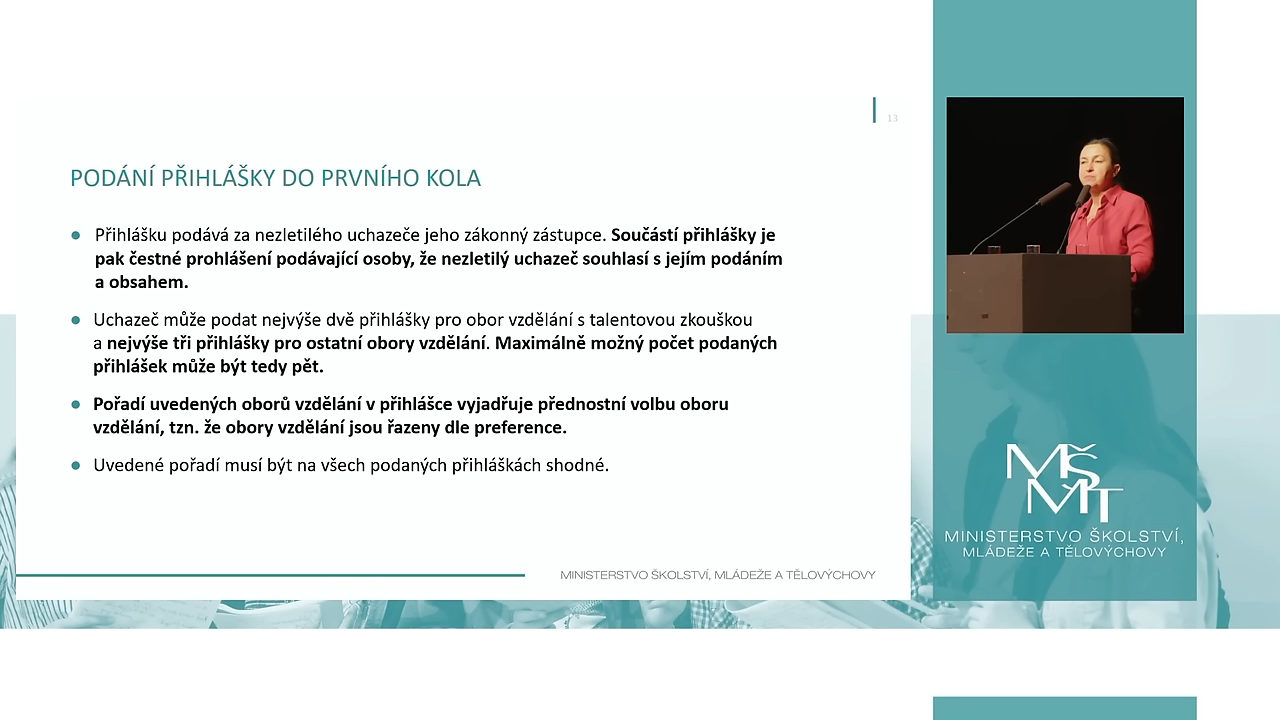 13
PODÁNÍ PŘIHLÁŠKY DO PRVNÍHO KOLA
● Přihlášku podává za nezletilého uchazeče jeho zákonný zástupce. Součástí přihlášky je
pak čestné prohlášení podávající osoby, že nezletilý uchazeč souhlasí s jejím podáním
a obsahem.
● Uchazeč může podat nejvýše dvě přihlášky pro obor vzdělání s talentovou zkouškou
a nejvýše tři přihlášky pro ostatní obory vzdělání. Maximálně možný počet podaných
přihlášek může být tedy pět.
● Pořadí uvedených oborů vzdělání v přihlášce vyjadřuje přednostní volbu oboru
vzdělání, tzn. že obory vzdělání jsou řazeny dle preference.
● Uvedené pořadí musí být na všech podaných přihláškách shodné.
MINISTERSTVO ŠKOLSTVÍ, MLÁDEŽE A TĚLOVÝCHOVY
MŠ
MT
MINISTERSTVO ŠKOLSTVÍ,
MLÁDEŽE A TĚLOVÝCHOVY